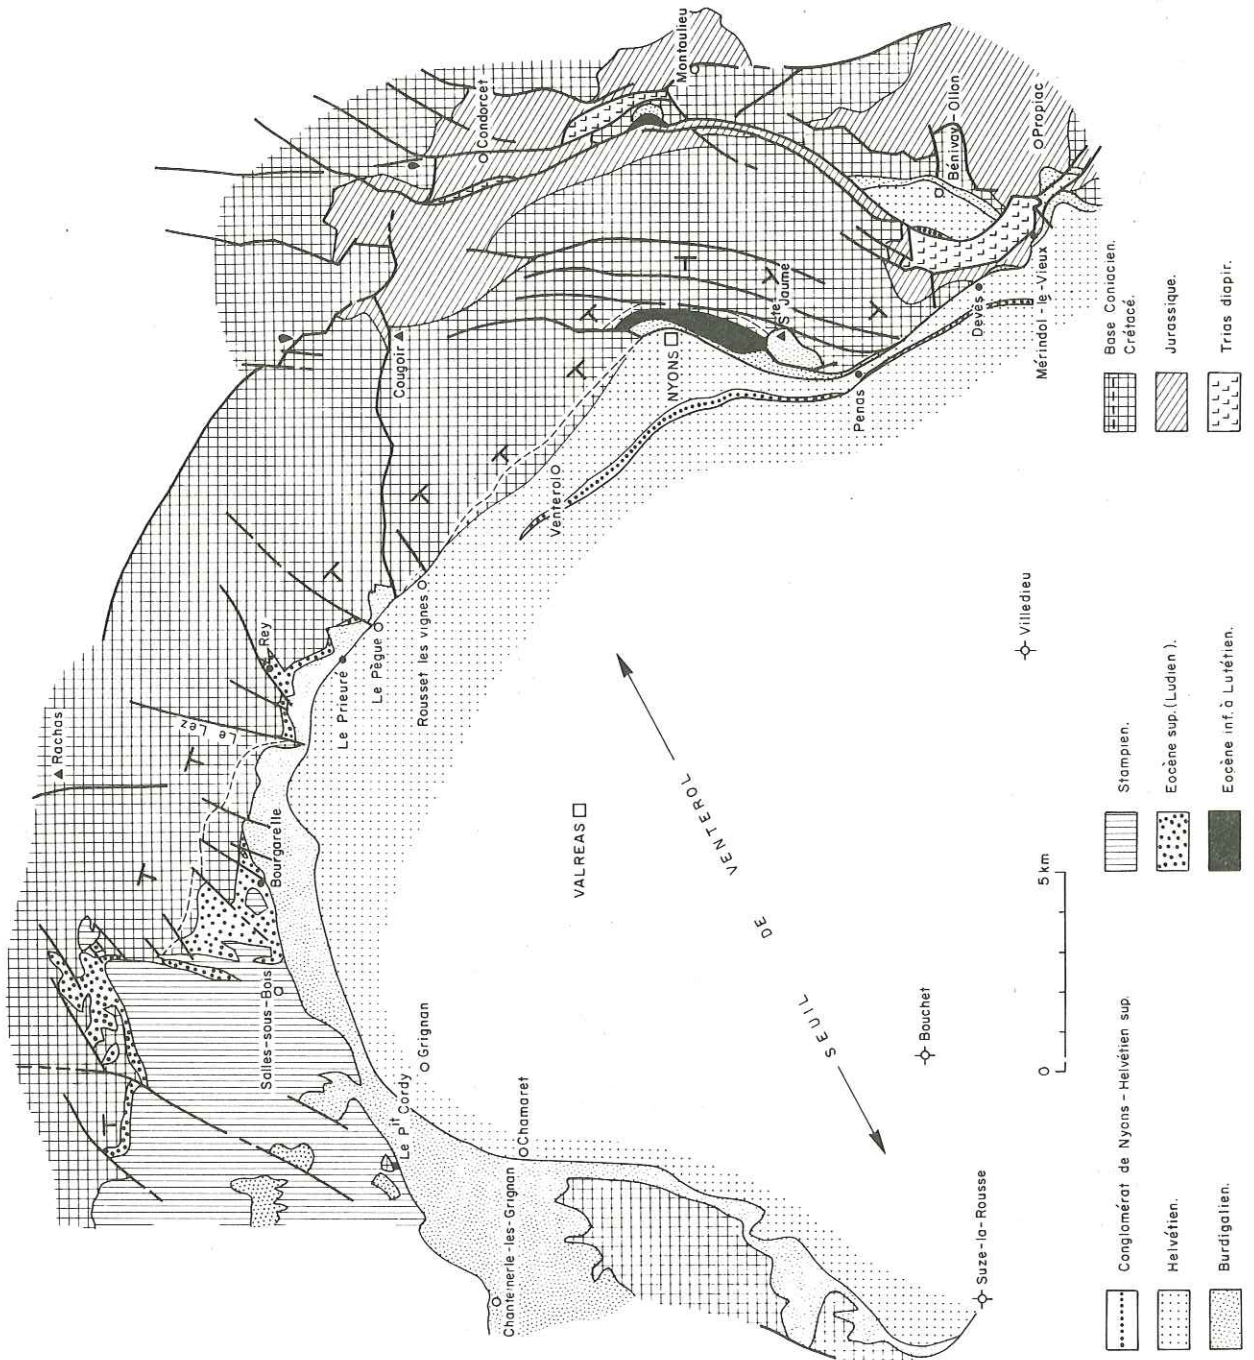 Rachas
Le Lez
Rey
Bourgarelle
Salles-sous-Bois
Le Prieuré
Le Pègue
Rousset les vignes
Cougoir
Condorcet
Montaulieu
NYONS
Ste Jaume
Venterol
Penas
Devès
Mérindol-le-Vieux
Bénivay-Ollon
Propiac
Grignan
Le Pit Cordy
Chamaret
Chantemerle-les-Grignan
VALREAS
SEUIL DE VENTEROL
Bouchet
Villedieu
Suze-la-Rousse
0 5 km
Conglomérat de Nyons - Helvétien sup.
Helvétien.
Burdigalien.
Stampien.
Eocène sup. (Ludien).
Eocène inf. à Lutétien.
Base Coniacien.
Crétacé.
Jurassique.
Trias diapir.